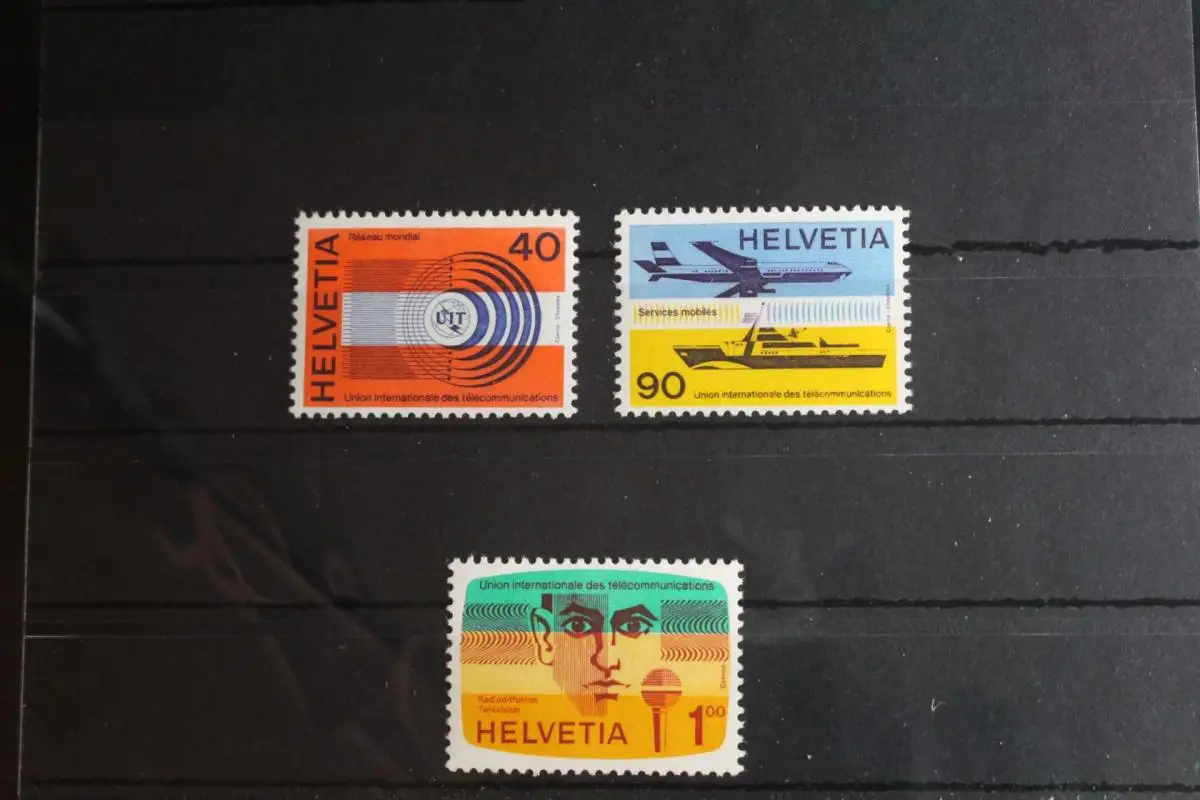 HELVETIA
Réseau mondial
40
UIT
Union internationale des télécommunications
HELVETIA
Services mobiles
90
Union internationale des télécommunications
Union internationale des télécommunications
Radiodiffusion
Télévision
HELVETIA
1.00